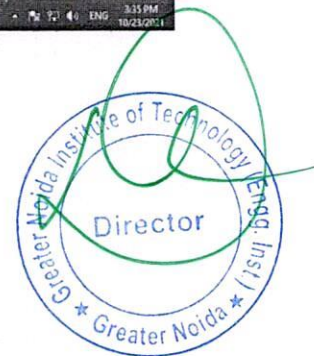 ENG
3:35 PM
10/23/2021
Greater Noida Institute of Technology (Engg. Inst.)
Director
★ Greater Noida ★